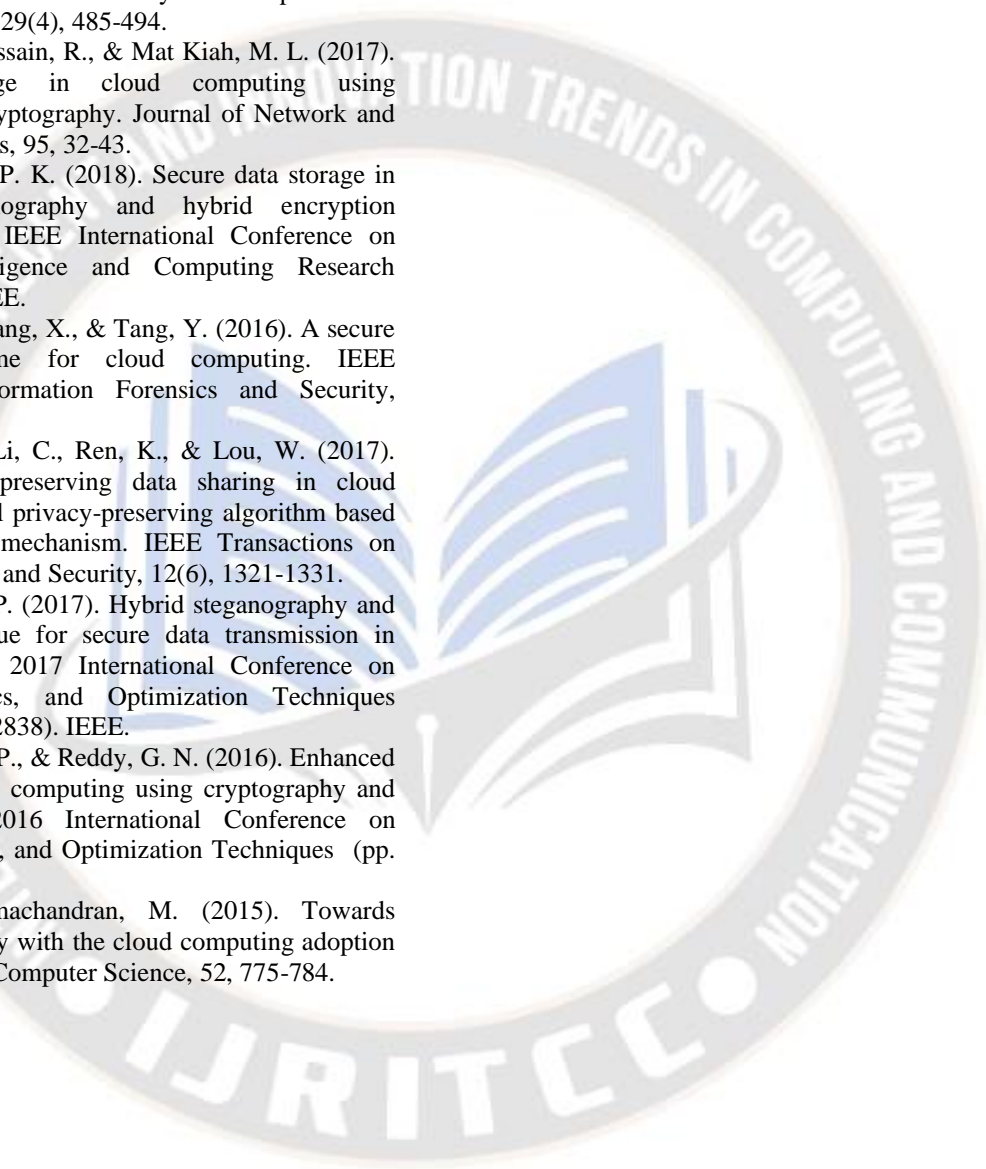 29(4), 485-494.
ssain, R., & Mat Kiah, M. L. (2017).
ge in cloud computing using
yptography. Journal of Network and
s, 95, 32-43.
P. K. (2018). Secure data storage in
ography and hybrid encryption
IEEE International Conference on
igence and Computing Research
EE.
ang, X., & Tang, Y. (2016). A secure
ne for cloud computing. IEEE
ormation Forensics and Security,
Li, C., Ren, K., & Lou, W. (2017).
preserving data sharing in cloud
l privacy-preserving algorithm based
mechanism. IEEE Transactions on
and Security, 12(6), 1321-1331.
P. (2017). Hybrid steganography and
ue for secure data transmission in
2017 International Conference on
cs, and Optimization Techniques
2838). IEEE.
P., & Reddy, G. N. (2016). Enhanced
computing using cryptography and
2016 International Conference on
, and Optimization Techniques (pp.
nachandran, M. (2015). Towards
y with the cloud computing adoption
Computer Science, 52, 775-784.
AND INNOVATION TRENDS IN COMPUTING AND COMMUNICATION
IJRITCC